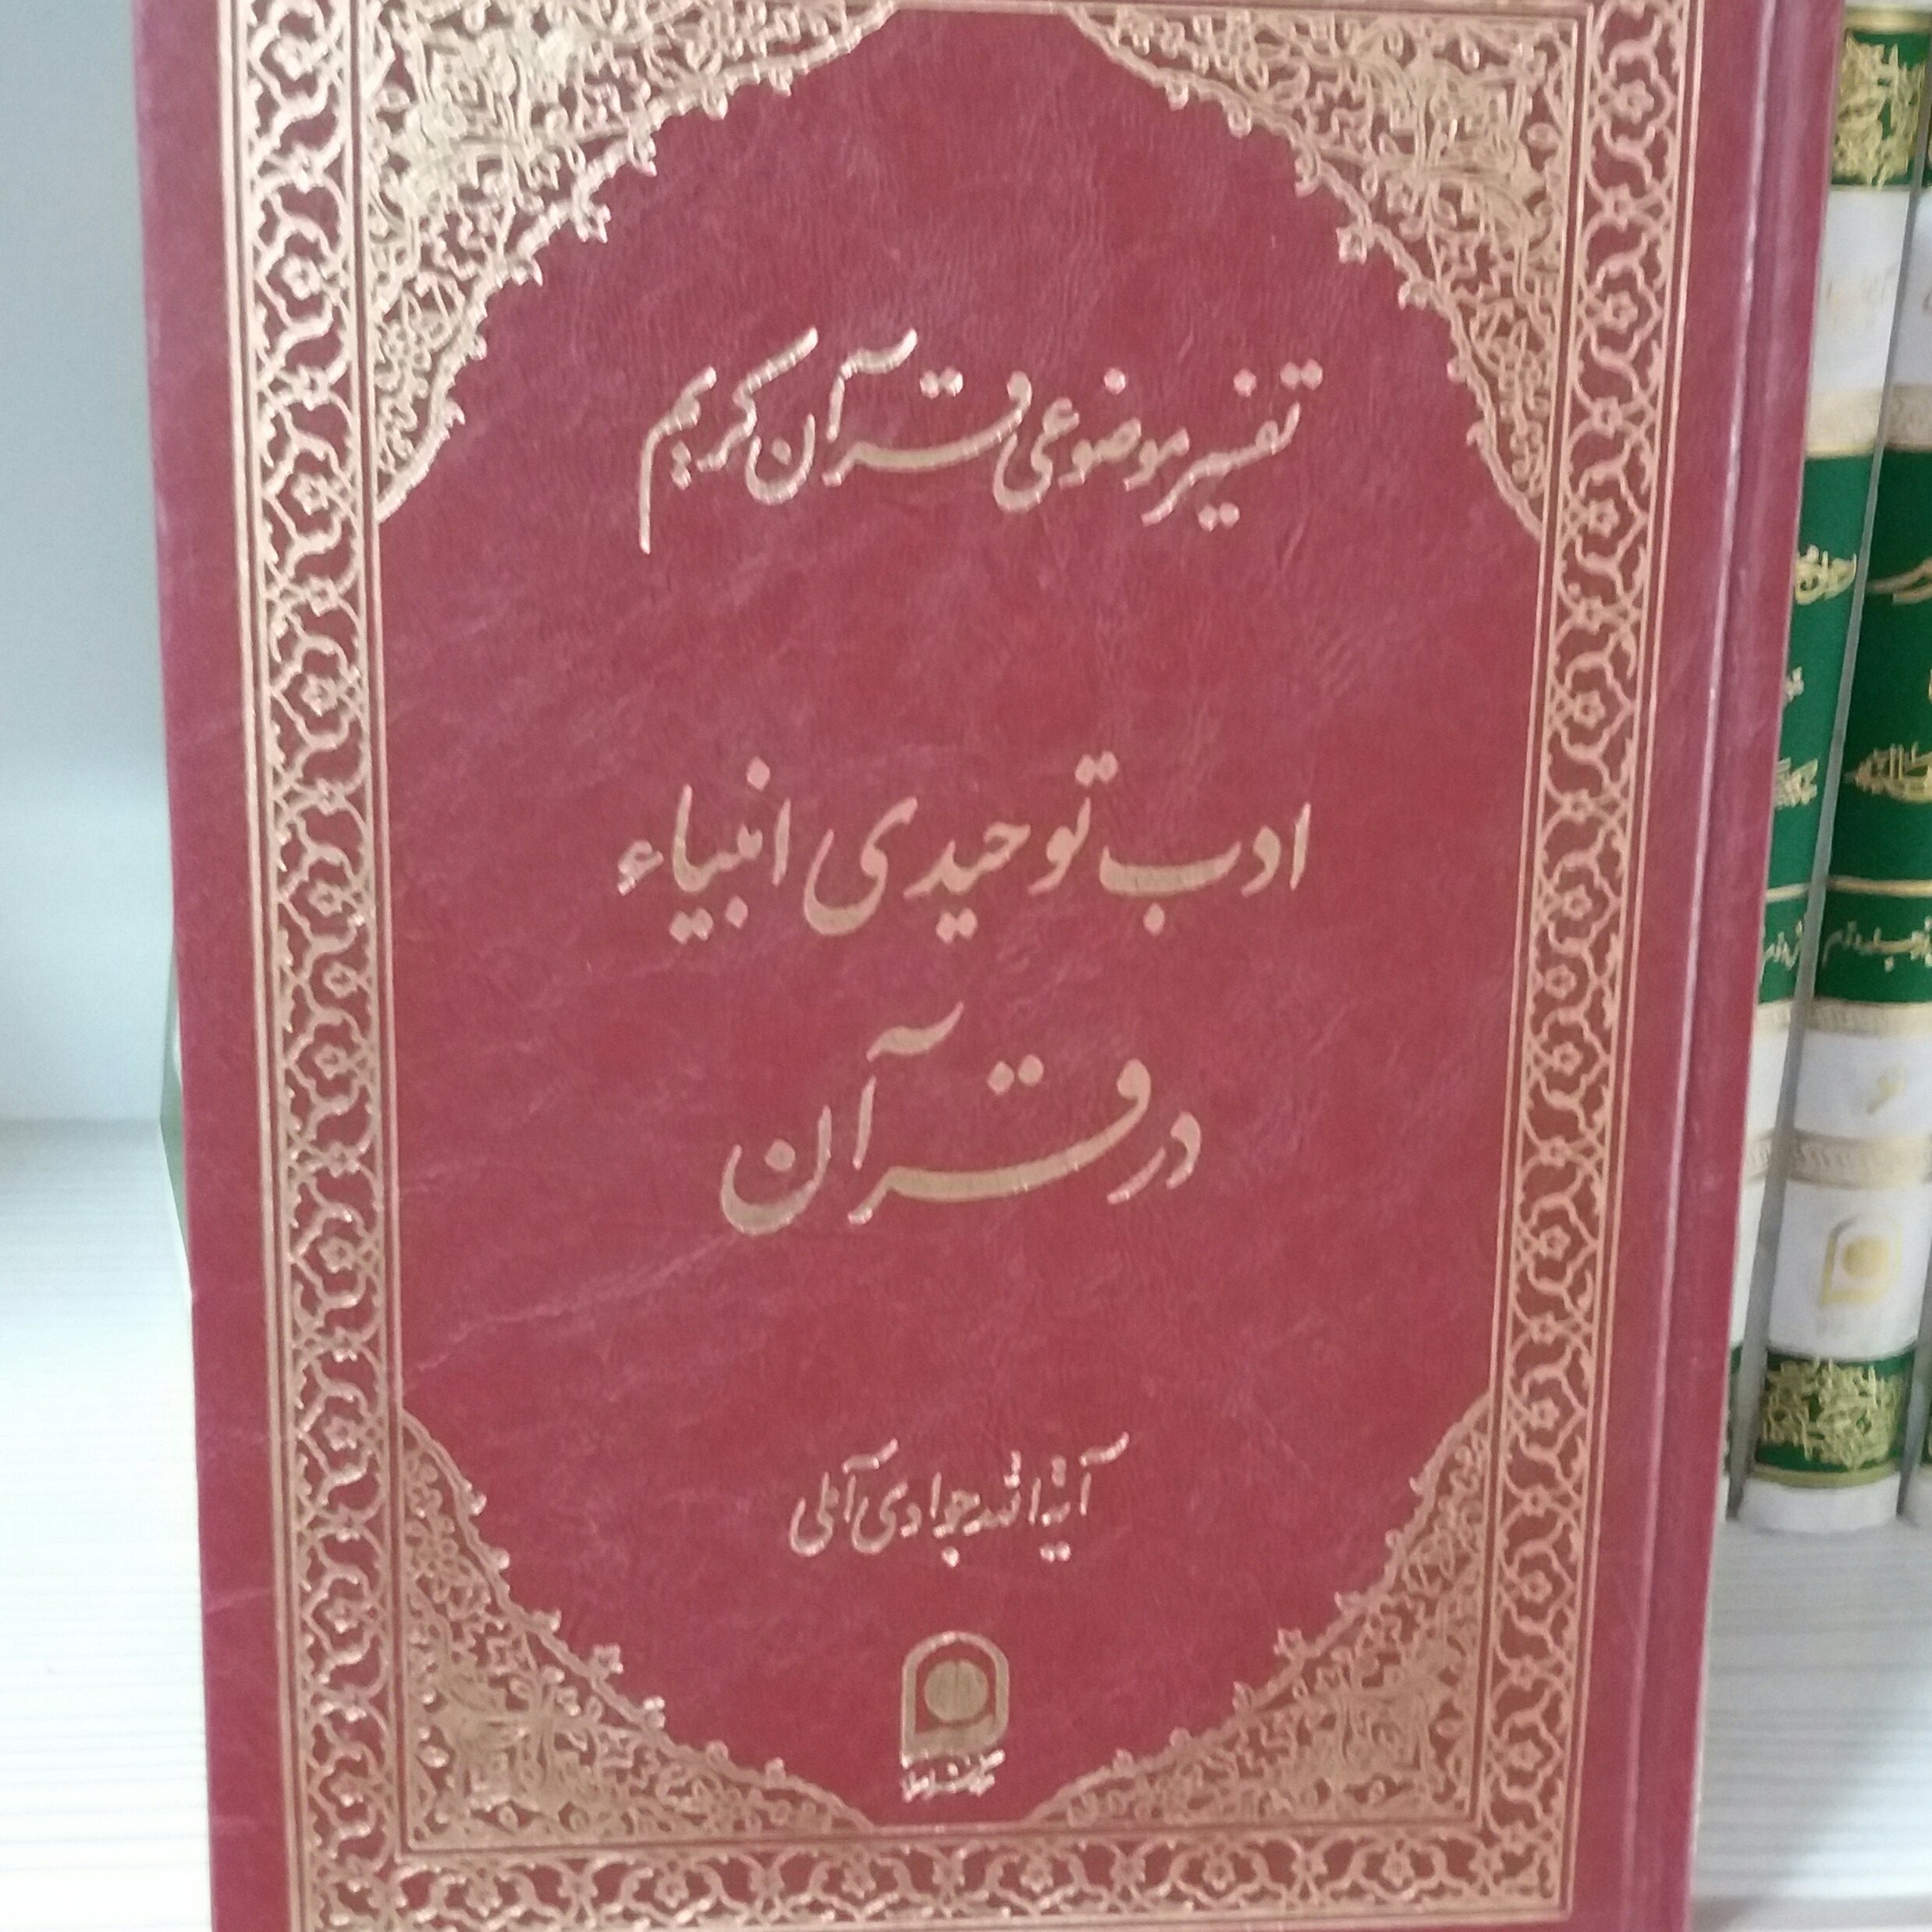 تفسیر موضوعی قرآن کریم
ادب توحیدی انبیاء
در قرآن
آیة الله جوادی آملی